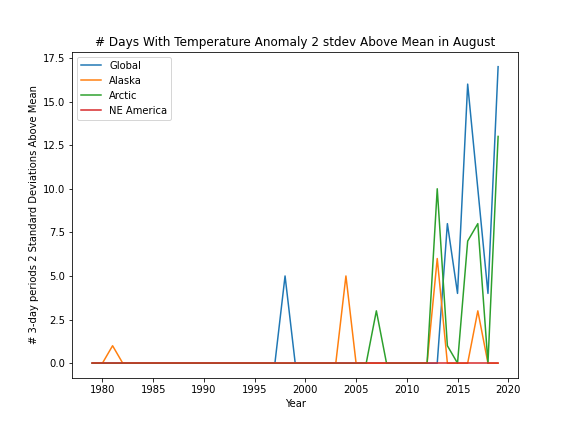 # Days With Temperature Anomaly 2 stdev Above Mean in August
# 3-day periods 2 Standard Deviations Above Mean
17.5
15.0
12.5
10.0
7.5
5.0
2.5
0.0
Global
Alaska
Arctic
NE America
1980 1985 1990 1995 2000 2005 2010 2015 2020
Year